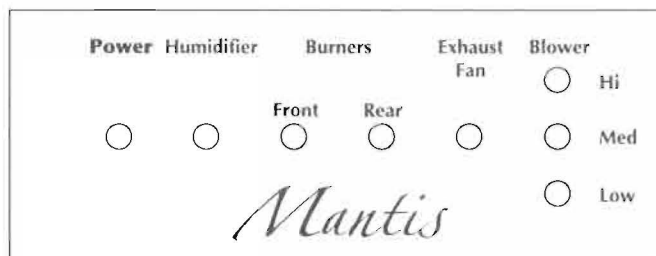 Power Humidifier Burners Exhaust Fan Blower
Hi
Front Rear
Med
Low
Mantis